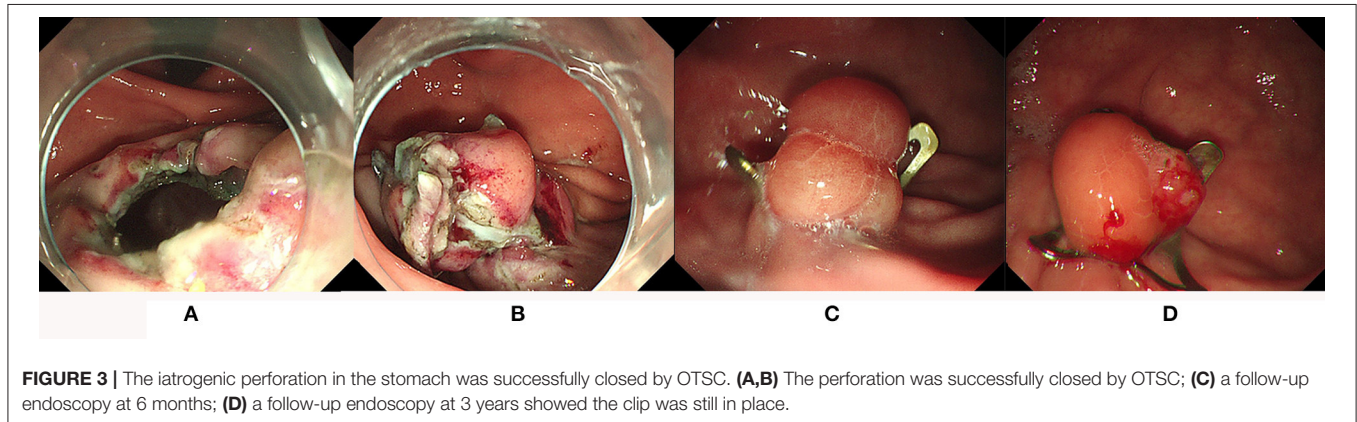 A
B
C
D
FIGURE 3 | The iatrogenic perforation in the stomach was successfully closed by OTSC. (A,B) The perforation was successfully closed by OTSC; (C) a follow-up
endoscopy at 6 months; (D) a follow-up endoscopy at 3 years showed the clip was still in place.